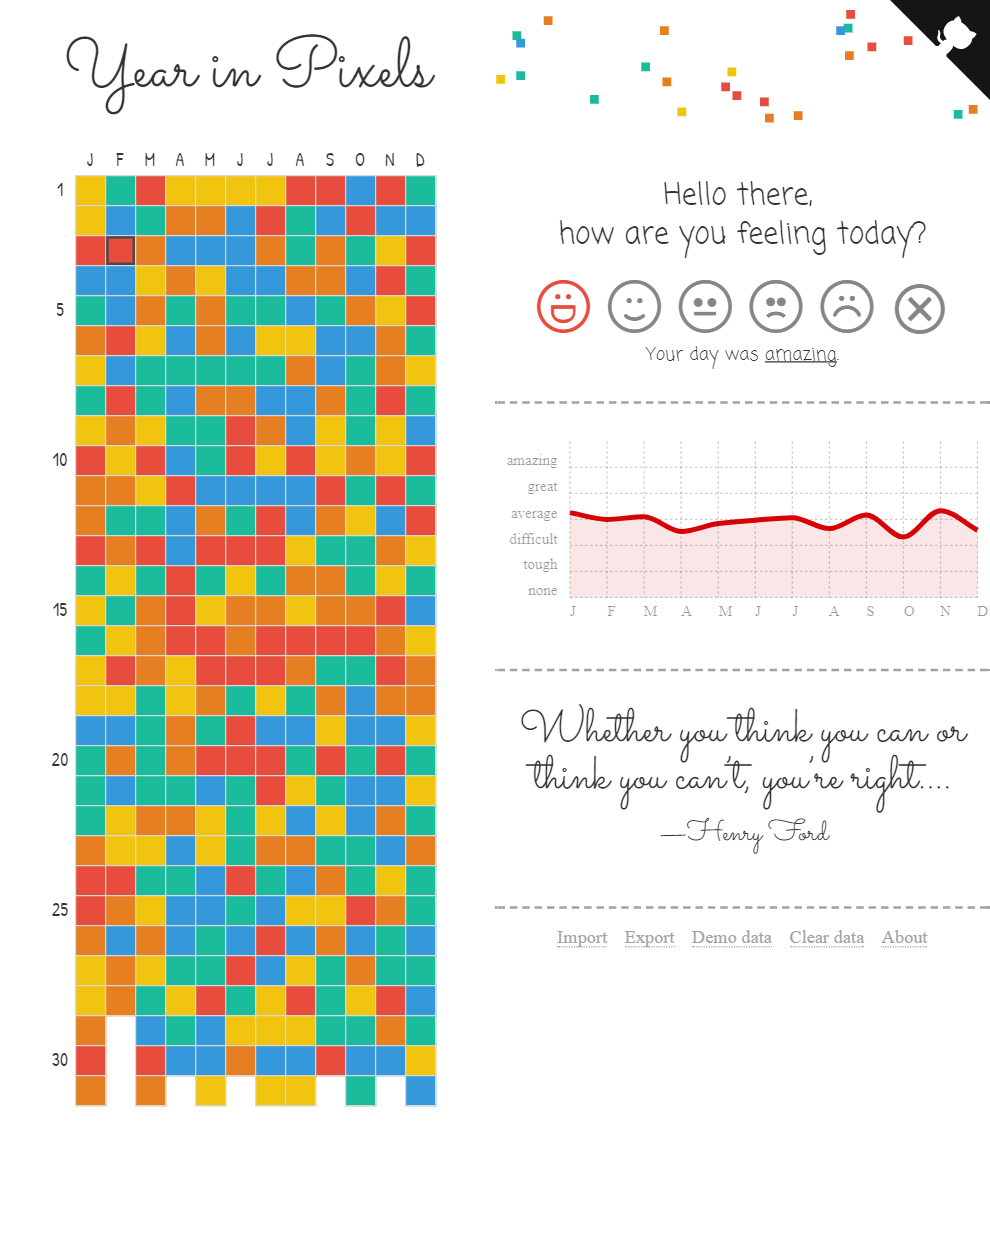 Year in Pixels
J F M A M J J A S O N D
1
5
10
15
20
25
30
Hello there,
how are you feeling today?
Your day was amazing.
amazing
great
average
difficult
tough
none
J F M A M J J A S O N D
Whether you think you can or
think you can't, you're right....
—Henry Ford
Import Export Demo data Clear data About